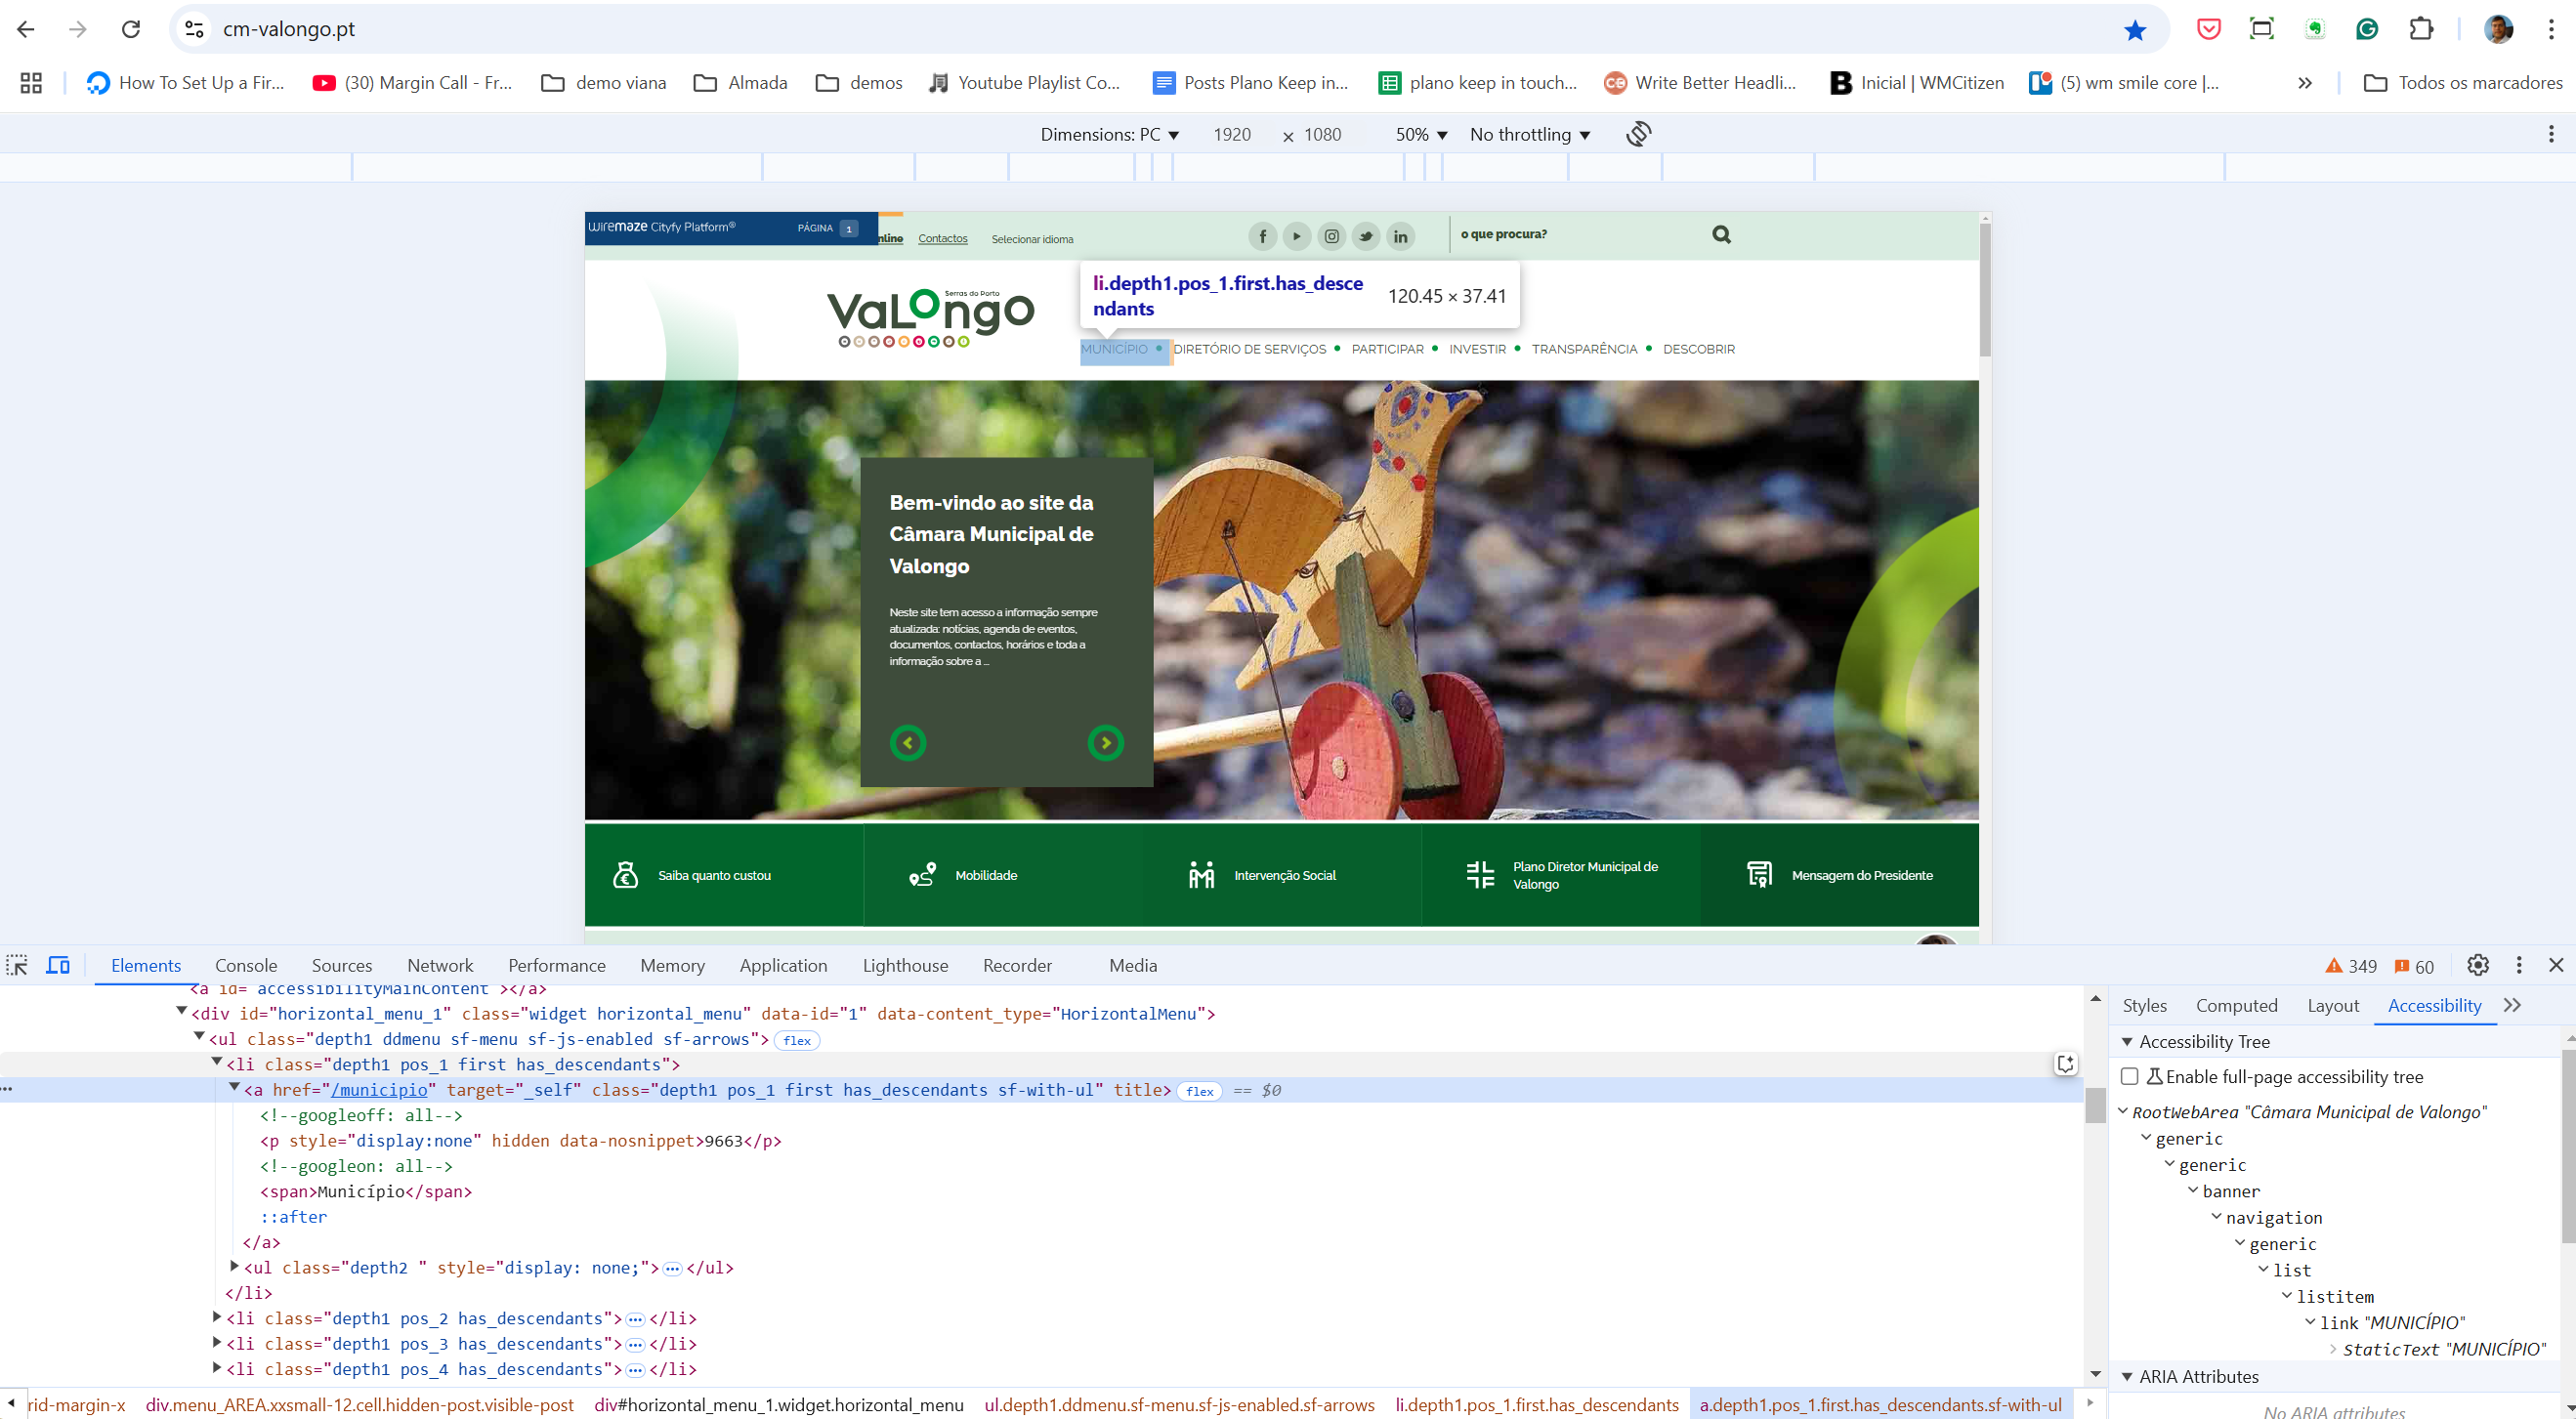 cm-valongo.pt
How To Set Up a Fir... (30) Margin Call - Fr... demo viana Almada demos Youtube Playlist Co... Posts Plano Keep in... plano keep in touch... Write Better Headli... Inicial | WMCitizen (5) wm smile core |... » Todos os marcadores
Dimensions: PC 1920 × 1080 50% No throttling
wiremaze Cityfy Platform® PÁGINA 1 nline Contactos Selecionar idioma o que procura?
li.depth1.pos_1.first.has_desce
ndants
120.45 × 37.41
Serras do Porto
Valongo
MUNICÍPIO DIRETÓRIO DE SERVIÇOS PARTICIPAR INVESTIR TRANSPARÊNCIA DESCOBRIR
Bem-vindo ao site da
Câmara Municipal de
Valongo
Neste site tem acesso a informação sempre
atualizada: notícias, agenda de eventos,
documentos, contactos, horários e toda a
informação sobre a ...
Saiba quanto custou
Mobilidade
Intervenção Social
Plano Diretor Municipal de
Valongo
Mensagem do Presidente
Elements Console Sources Network Performance Memory Application Lighthouse Recorder Media 349 60
<a id="accessibilityMainContent"></a>
<div id="horizontal_menu_1" class="widget horizontal_menu" data-id="1" data-content_type="HorizontalMenu">
<ul class="depth1 ddmenu sf-menu sf-js-enabled sf-arrows"> flex
<li class="depth1 pos_1 first has_descendants">
<a href="/municipio" target="_self" class="depth1 pos_1 first has_descendants sf-with-ul" title> flex == $0
<!--googleoff: all-->
<p style="display:none" hidden data-nosnippet>9663</p>
<!--googleon: all-->
<span>Município</span>
::after
</a>
<ul class="depth2 " style="display: none;">…</ul>
</li>
<li class="depth1 pos_2 has_descendants">…</li>
<li class="depth1 pos_3 has_descendants">…</li>
<li class="depth1 pos_4 has_descendants">…</li>
rid-margin-x div.menu_AREA.xxsmall-12.cell.hidden-post.visible-post div#horizontal_menu_1.widget.horizontal_menu ul.depth1.ddmenu.sf-menu.sf-js-enabled.sf-arrows li.depth1.pos_1.first.has_descendants a.depth1.pos_1.first.has_descendants.sf-with-ul
Styles Computed Layout Accessibility
Accessibility Tree
Enable full-page accessibility tree
RootWebArea "Câmara Municipal de Valongo"
generic
generic
banner
navigation
generic
list
listitem
link "MUNICÍPIO"
StaticText "MUNICÍPIO"
ARIA Attributes
No ARIA attributes